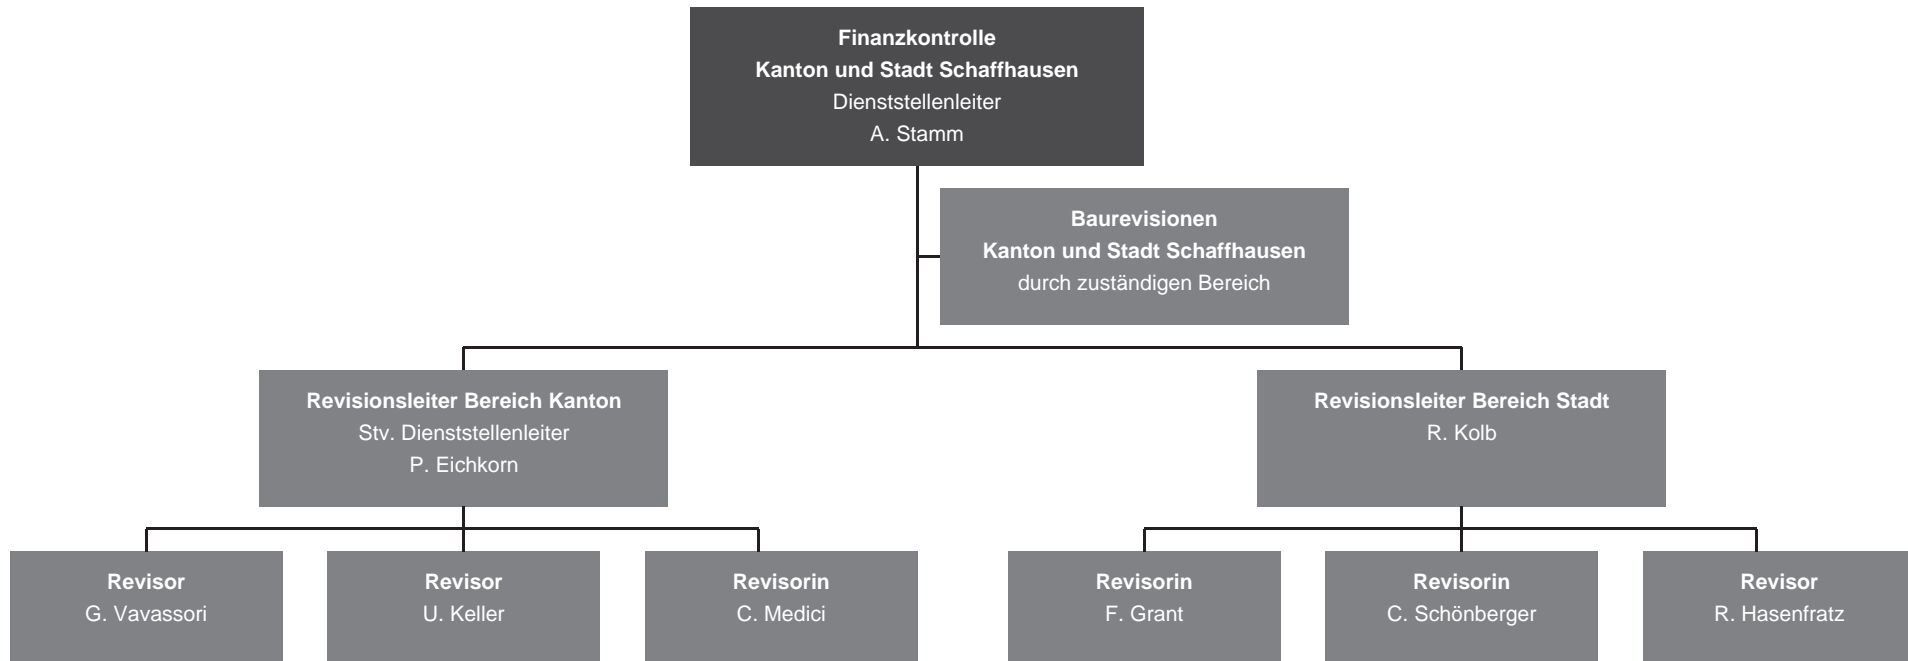 Finanzkontrolle
Kanton und Stadt Schaffhausen
Dienststellenleiter
A. Stamm
Baurevisionen
Kanton und Stadt Schaffhausen
durch zuständigen Bereich
Revisionsleiter Bereich Kanton
Stv. Dienststellenleiter
P. Eichkorn
Revisionsleiter Bereich Stadt
R. Kolb
Revisor
G. Vavassori
Revisor
U. Keller
Revisorin
C. Medici
Revisorin
F. Grant
Revisorin
C. Schönberger
Revisor
R. Hasenfratz